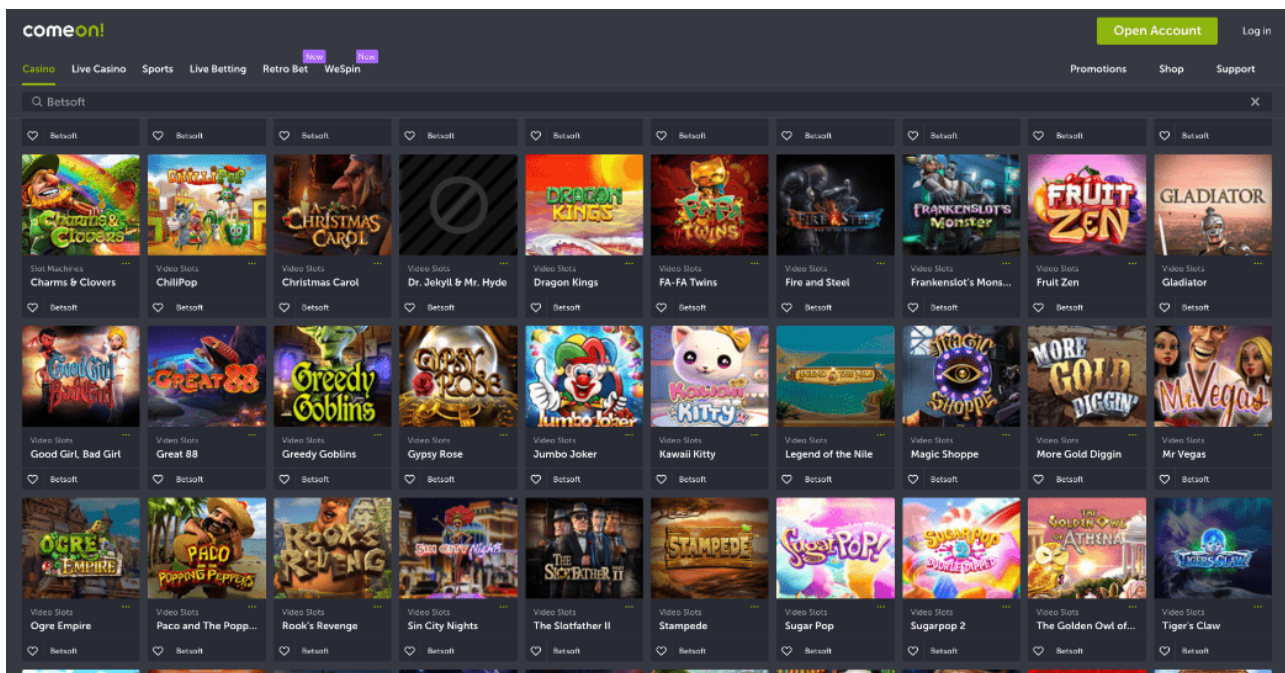 comeon!
Open Account
Log in
New
New
Casino
Live Casino
Sports
Live Betting
Retro Bet
WeSpin
Promotions
Shop
Support
Betsoft
Betsoft Betsoft Betsoft Betsoft Betsoft Betsoft Betsoft Betsoft Betsoft Betsoft
Charms & Clovers
CHILLIPOP
A CHRISTMAS CAROL
DRAGON KINGS
FA-FA TWINS
FIRE & STEEL
FRANKENSLOT'S Monster
FRUIT ZEN
GLADIATOR
Slot Machines Video Slots Video Slots Video Slots Video Slots Video Slots Video Slots Video Slots Video Slots Video Slots
Charms & Clovers
ChiliPop
Christmas Carol
Dr. Jekyll & Mr. Hyde
Dragon Kings
FA-FA Twins
Fire and Steel
Frankenslot's Mons...
Fruit Zen
Gladiator
Betsoft Betsoft Betsoft Betsoft Betsoft Betsoft Betsoft Betsoft Betsoft Betsoft
Good Girl Bad Girl
GREAT 88
Greedy Goblins
GYPSY ROSE
Jumbo Joker
Kawaii KITTY
LEGEND OF THE NILE
MAGIC SHOPPE
MORE GOLD DIGGIN'
Mr. Vegas
Video Slots Video Slots Video Slots Video Slots Video Slots Video Slots Video Slots Video Slots Video Slots Video Slots
Good Girl, Bad Girl
Great 88
Greedy Goblins
Gypsy Rose
Jumbo Joker
Kawaii Kitty
Legend of the Nile
Magic Shoppe
More Gold Diggin
Mr Vegas
Betsoft Betsoft Betsoft Betsoft Betsoft Betsoft Betsoft Betsoft Betsoft Betsoft
OGRE EMPIRE
PACO AND THE POPPING PEPPERS
ROOK'S REVENGE
SIN CITY NIGHTS
THE SLOTFATHER PART II
STAMPEDE
SugarPoP!
SUGARPOP 2 DOUBLE DIPPED
THE GOLDEN OWL OF ATHENA
TIGER'S CLAW
Video Slots Video Slots Video Slots Video Slots Video Slots Video Slots Video Slots Video Slots Video Slots Video Slots
Ogre Empire
Paco and The Popp...
Rook's Revenge
Sin City Nights
The Slotfather II
Stampede
Sugar Pop
Sugarpop 2
The Golden Owl of...
Tiger's Claw
Betsoft Betsoft Betsoft Betsoft Betsoft Betsoft Betsoft Betsoft Betsoft Betsoft